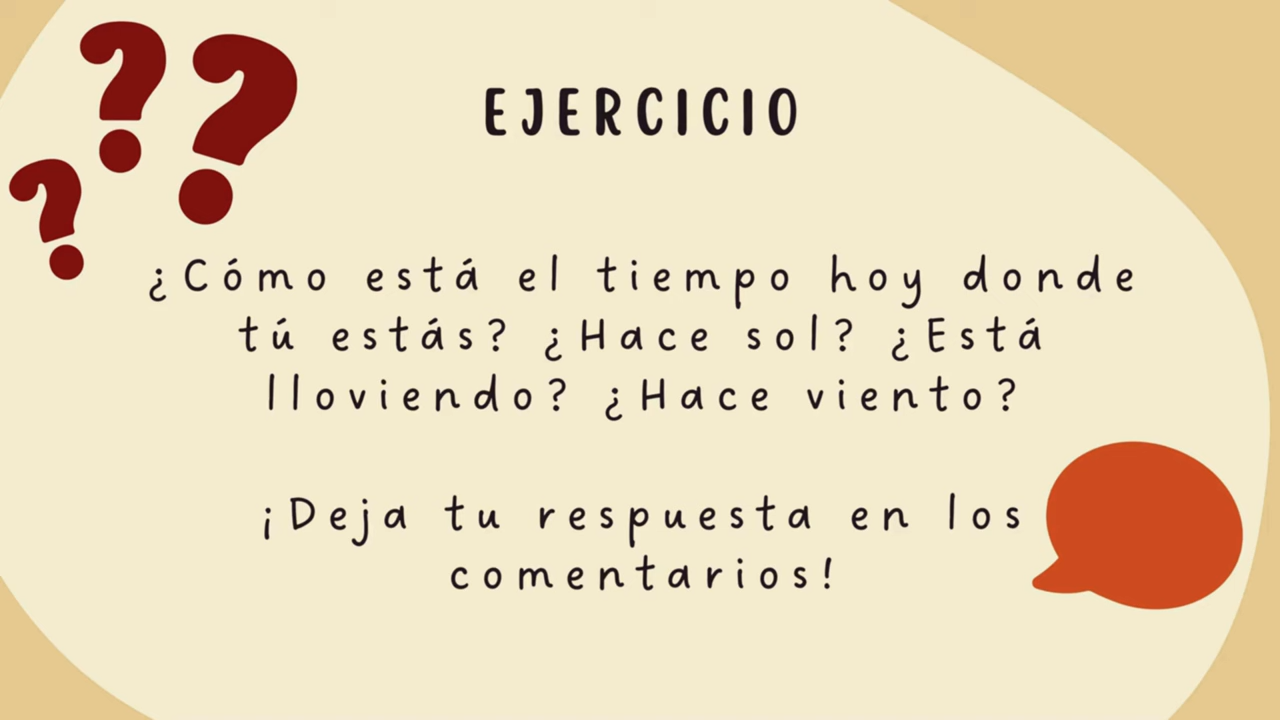 EJERCICIO
¿Cómo está el tiempo hoy donde
tú estás? ¿Hace sol? ¿Está
lloviendo? ¿Hace viento?
¡Deja tu respuesta en los
comentarios!